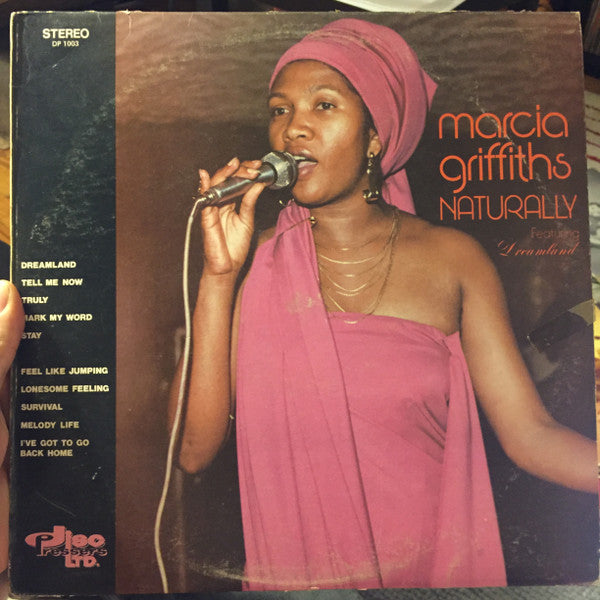 STEREO
DP 1003
marcia
griffiths
NATURALLY
Featuring
Dreamland
DREAMLAND
TELL ME NOW
TRULY
MARK MY WORD
STAY
FEEL LIKE JUMPING
LONESOME FEELING
SURVIVAL
MELODY LIFE
I'VE GOT TO GO
BACK HOME
Disc
Pressers
LTD.